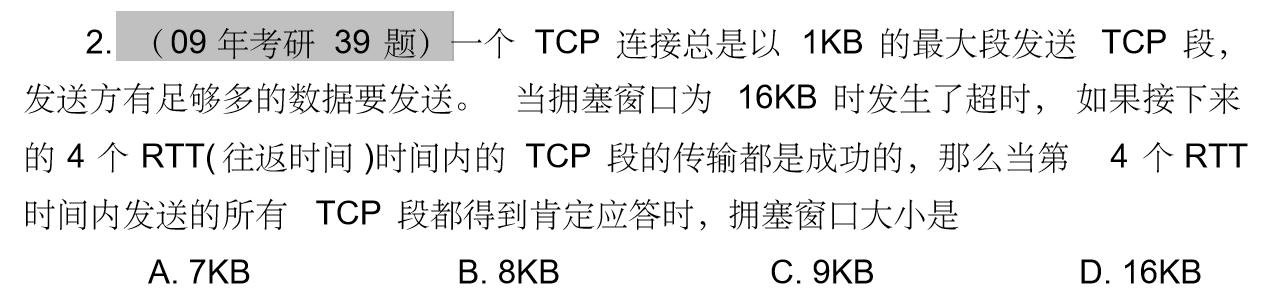 2. （09 年考研 39 题）一个 TCP 连接总是以 1KB 的最大段发送 TCP 段，
发送方有足够多的数据要发送。 当拥塞窗口为 16KB 时发生了超时， 如果接下来
的 4 个 RTT( 往返时间 )时间内的 TCP 段的传输都是成功的，那么当第 4 个 RTT
时间内发送的所有 TCP 段都得到肯定应答时，拥塞窗口大小是
A. 7KB B. 8KB C. 9KB D. 16KB